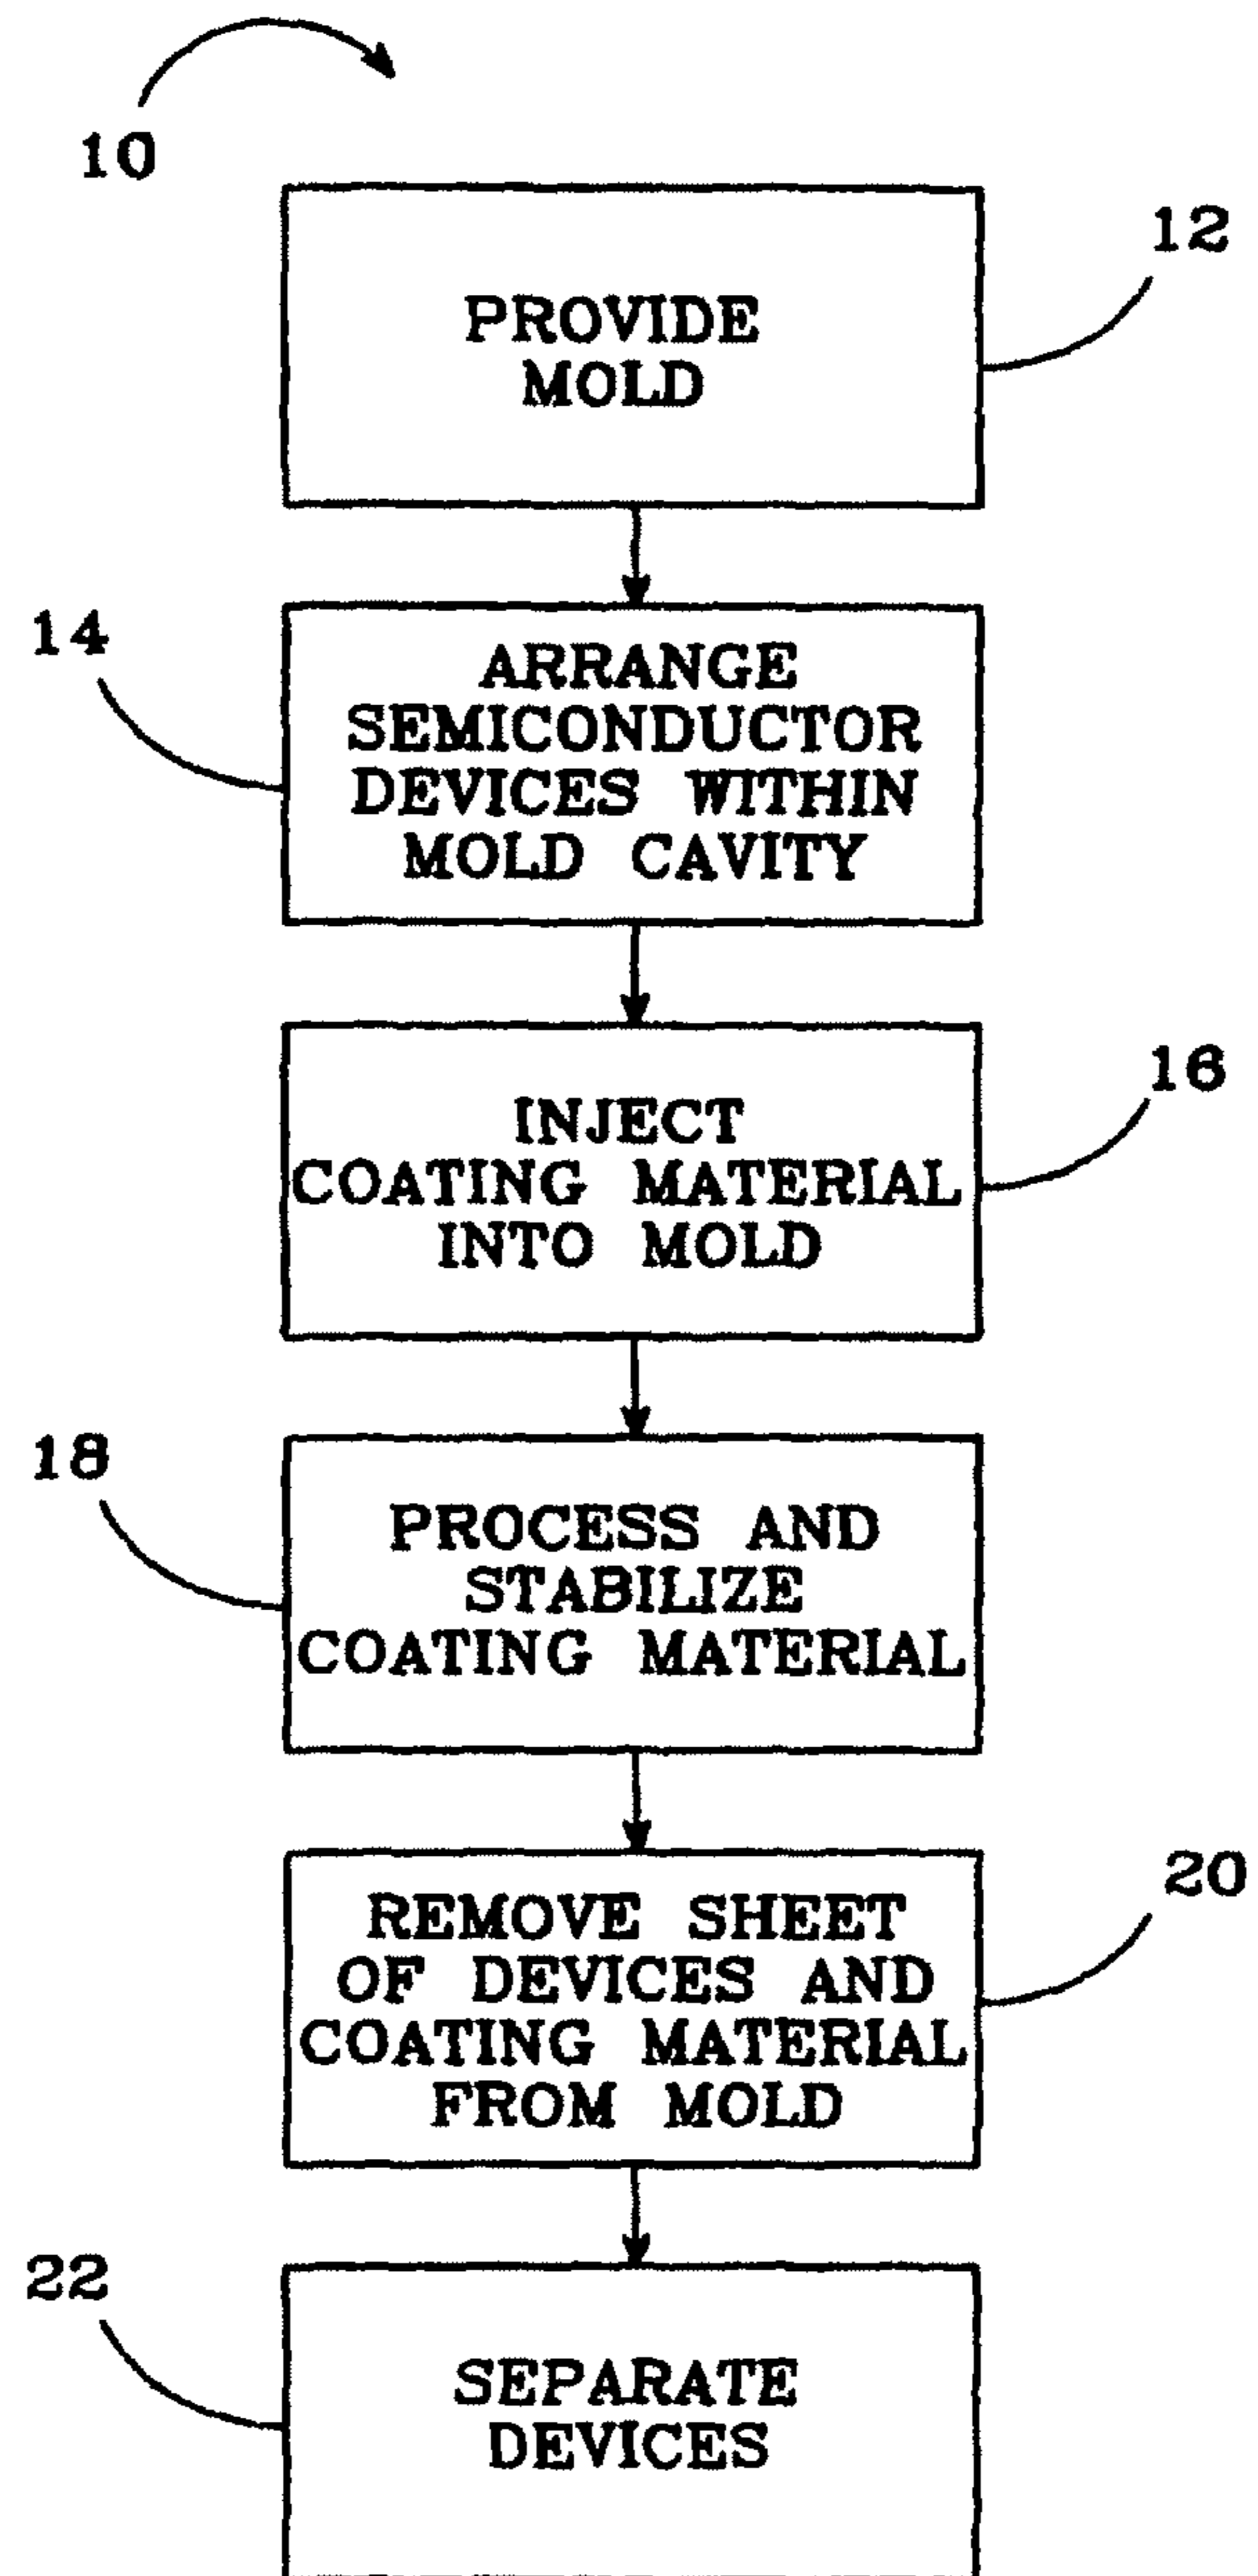 10
12
PROVIDE
MOLD
14
ARRANGE
SEMICONDUCTOR
DEVICES WITHIN
MOLD CAVITY
16
INJECT
COATING MATERIAL
INTO MOLD
18
PROCESS AND
STABILIZE
COATING MATERIAL
20
REMOVE SHEET
OF DEVICES AND
COATING MATERIAL
FROM MOLD
22
SEPARATE
DEVICES